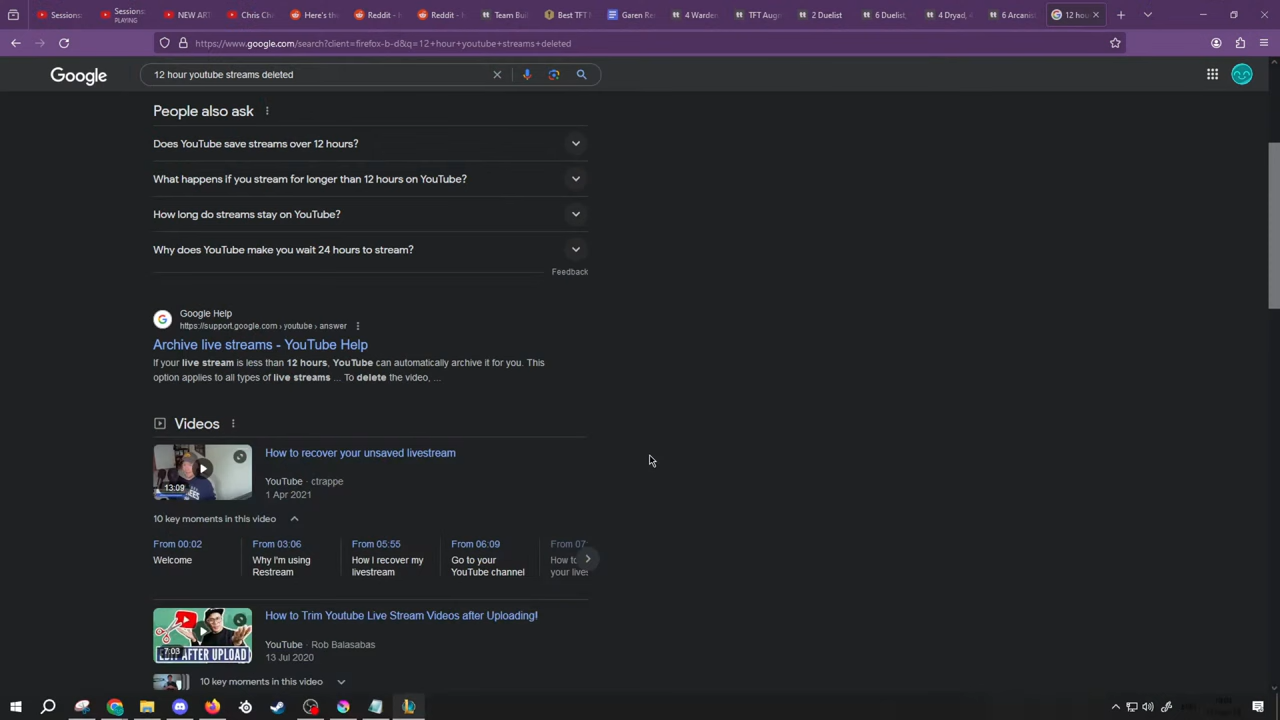 Sessions:
PLAYING
Sessions:
NEW AR
Chris Ch
Here's the
Reddit -
Reddit -
Team Buil
Best TFT
Garen Re
4 Warden,
TFT Aug
2 Duelist
6 Duelist,
4 Dryad,
6 Arcanis
12 hou
https://www.google.com/search?client=firefox-b-d&q=12+hour+youtube+streams+deleted
Google
12 hour youtube streams deleted
People also ask
Does YouTube save streams over 12 hours?
What happens if you stream for longer than 12 hours on YouTube?
How long do streams stay on YouTube?
Why does YouTube make you wait 24 hours to stream?
Feedback
Google Help
https://support.google.com › youtube › answer
Archive live streams - YouTube Help
If your live stream is less than 12 hours, YouTube can automatically archive it for you. This
option applies to all types of live streams ... To delete the video, ...
Videos
13:09
How to recover your unsaved livestream
YouTube · ctrappe
1 Apr 2021
10 key moments in this video
From 00:02
From 03:06
From 05:55
From 06:09
From 07
Welcome
Why I'm using
Restream
How I recover my
livestream
Go to your
YouTube channel
How to
your live
7:03
EDIT AFTER UPLOAD
How to Trim Youtube Live Stream Videos after Uploading!
YouTube · Rob Balasabas
13 Jul 2020
10 key moments in this video